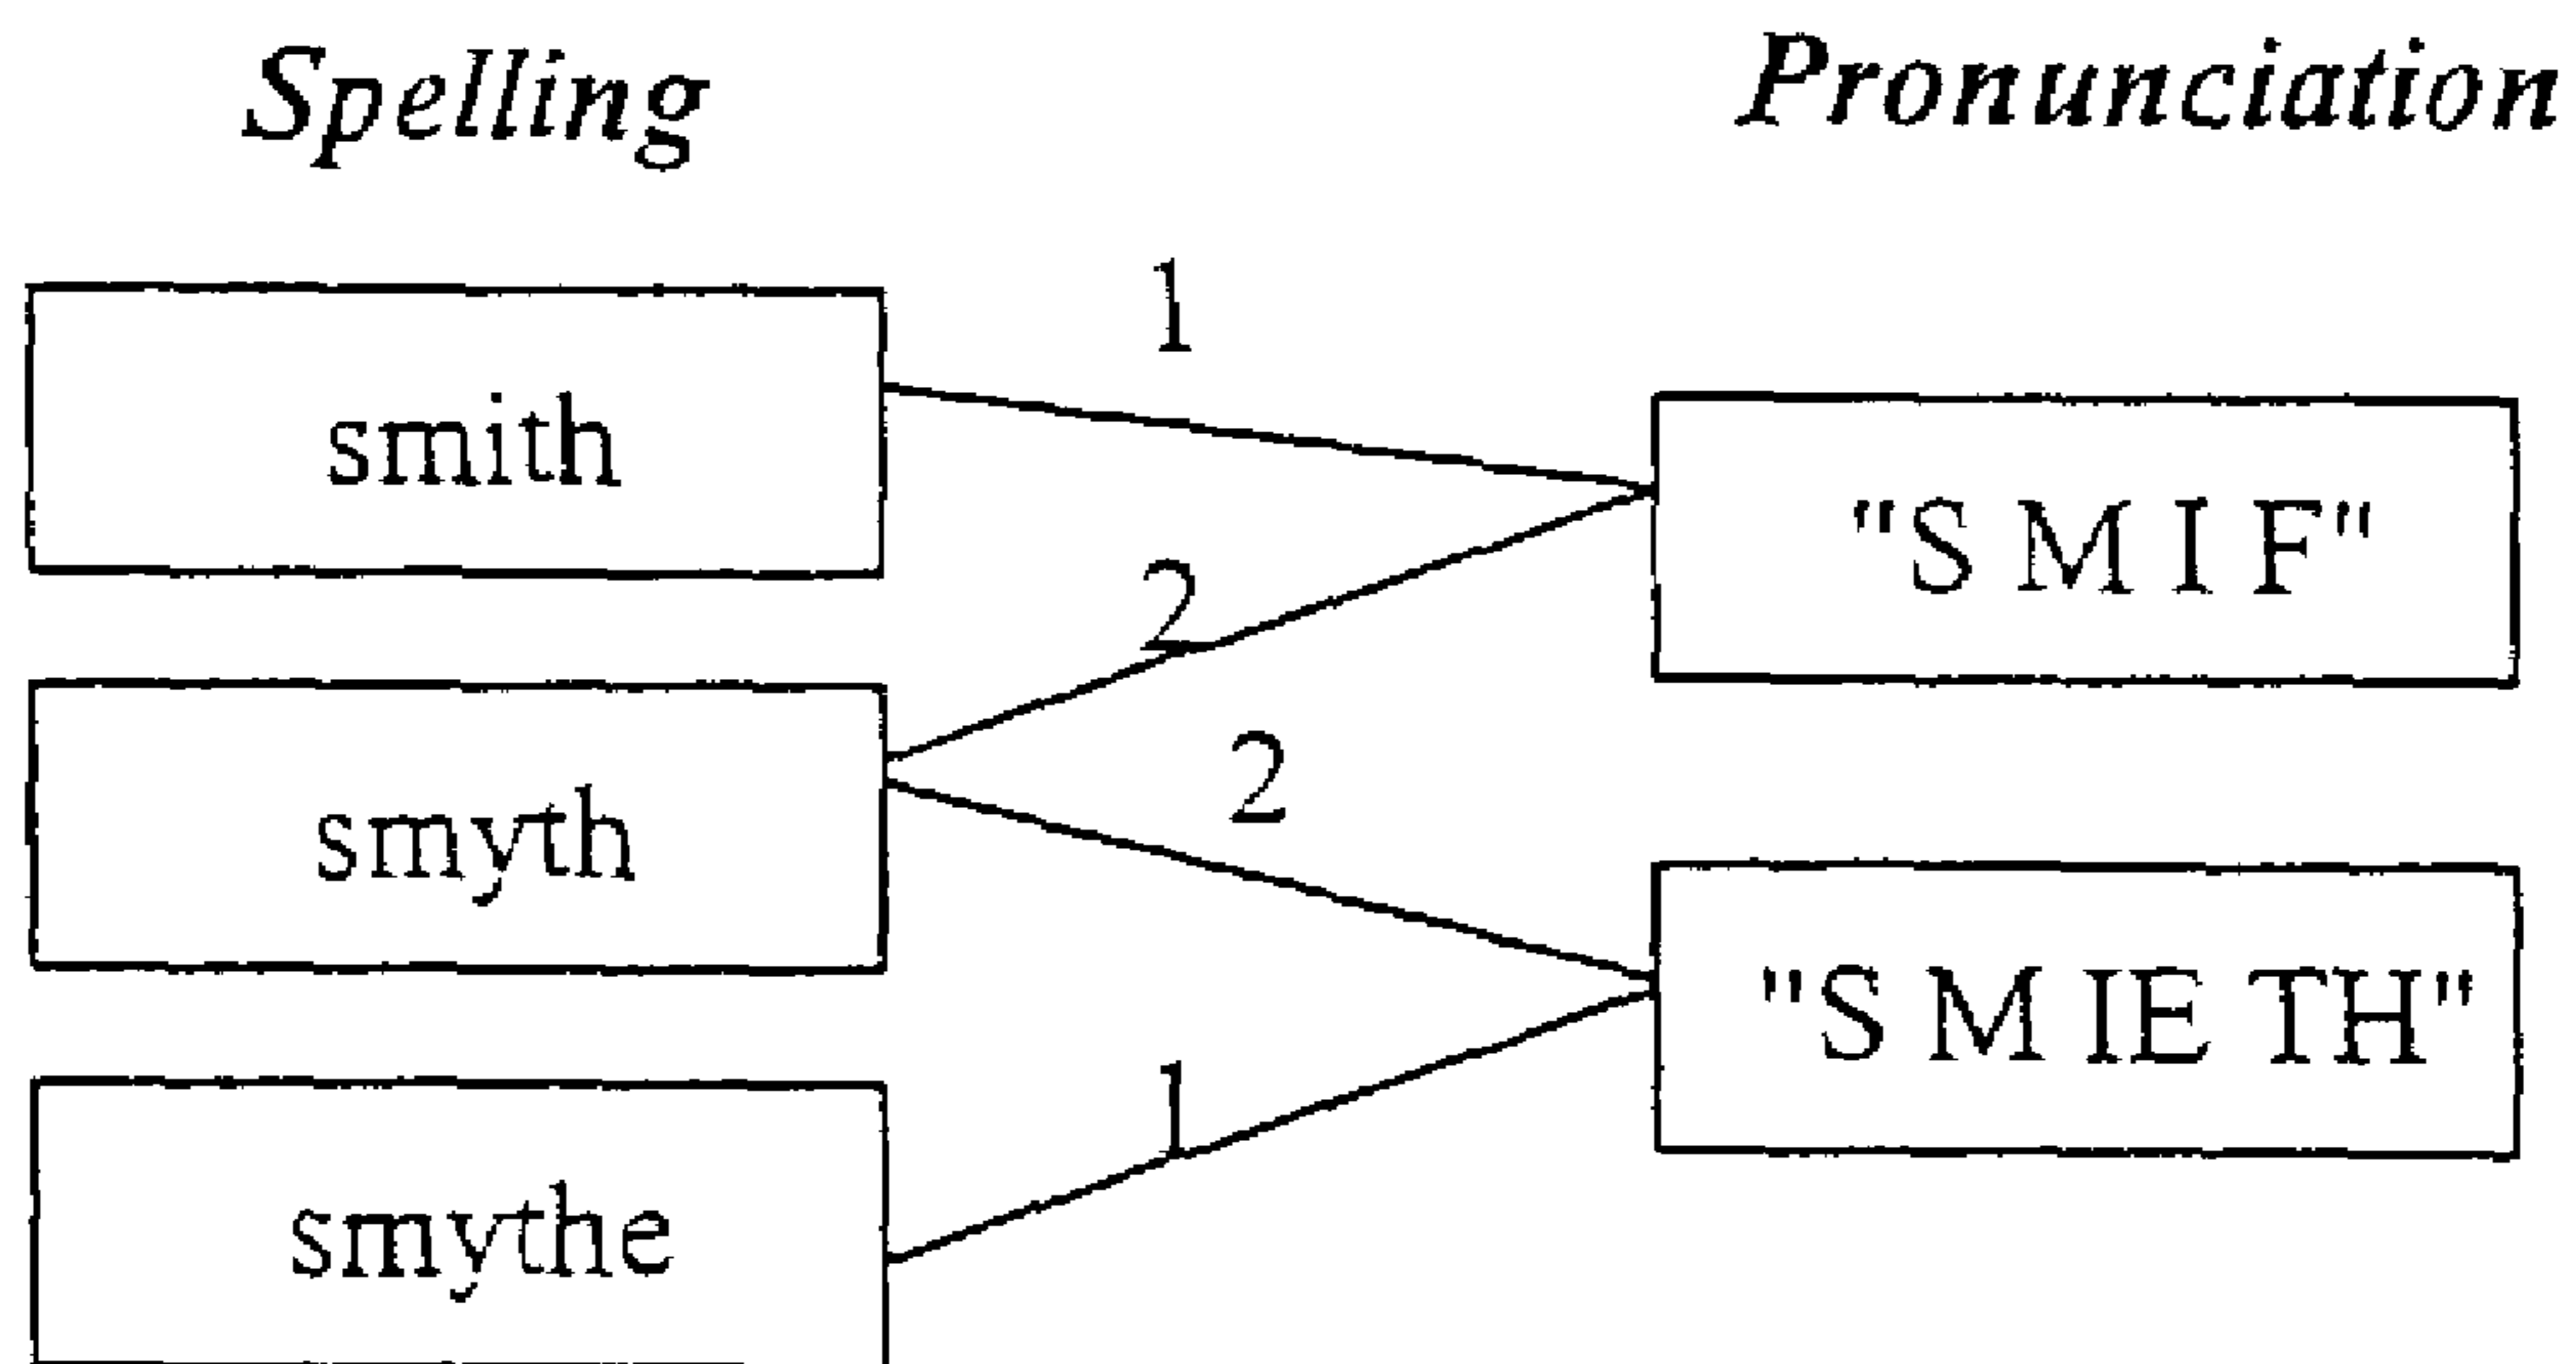 Spelling Pronunciation
1
smith
"S M I F"
2
2
smyth
"S M IE TH"
1
smythe